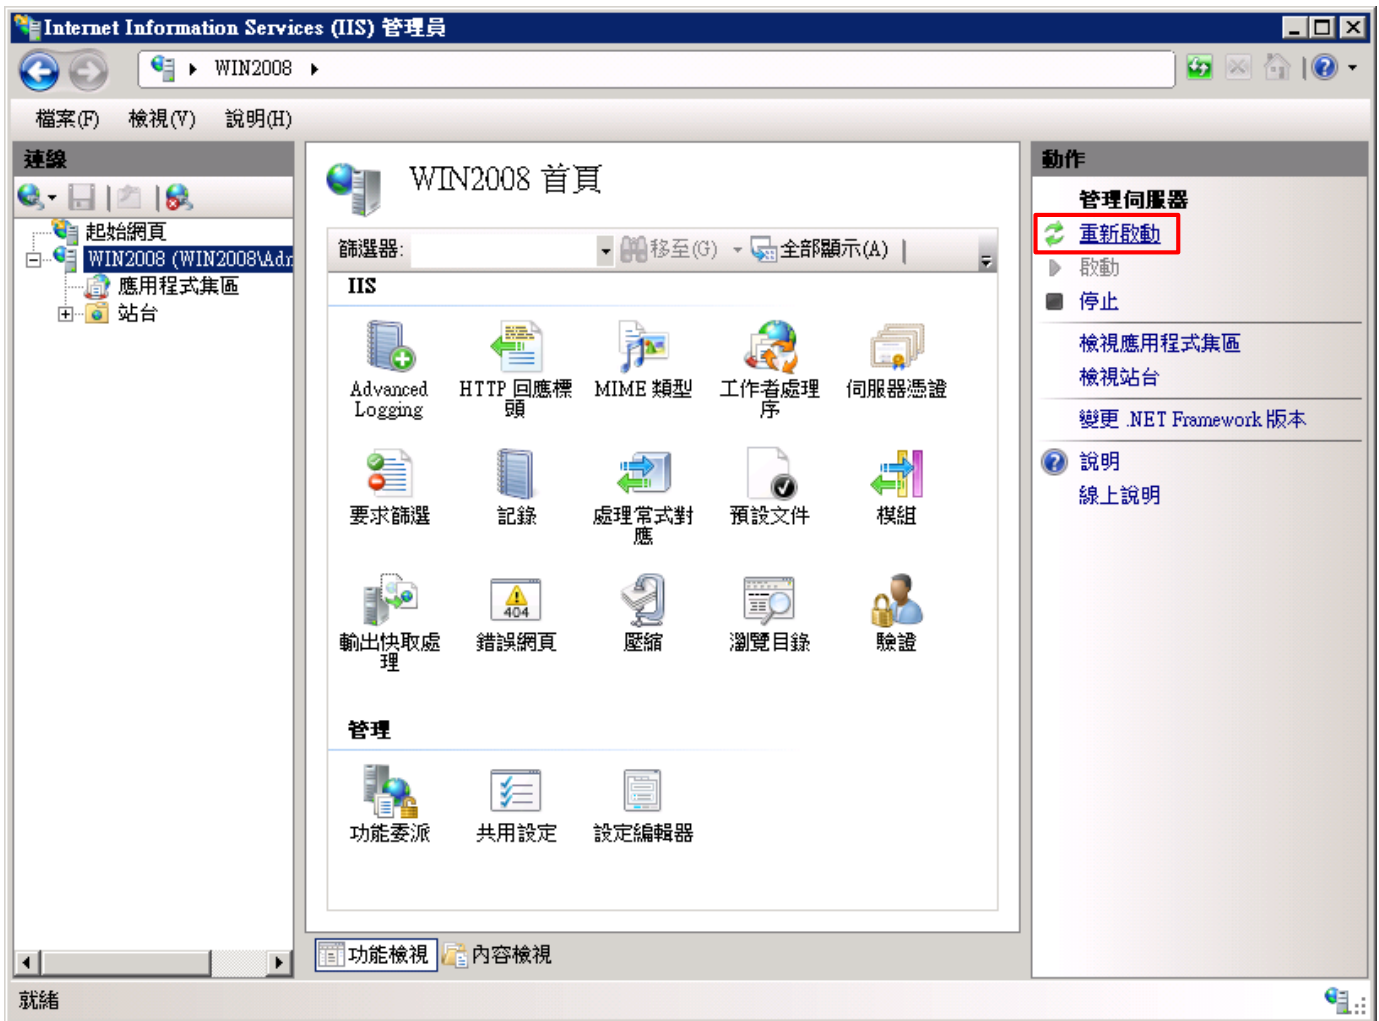 Internet Information Services (IIS) 管理員
WIN2008
檔案(F) 檢視(V) 說明(H)
連線
起始網頁
WIN2008 (WIN2008\Adr
應用程式集區
站台
WIN2008 首頁
篩選器: 移至(G) 全部顯示(A)
IIS
Advanced Logging
HTTP 回應標頭
MIME 類型
工作者處理序
伺服器憑證
要求篩選
記錄
處理常式對應
預設文件
模組
輸出快取處理
404
錯誤網頁
壓縮
瀏覽目錄
驗證
管理
功能委派
共用設定
設定編輯器
功能檢視 內容檢視
動作
管理伺服器
重新啟動
啟動
停止
檢視應用程式集區
檢視站台
變更 .NET Framework 版本
說明
線上說明
就緒